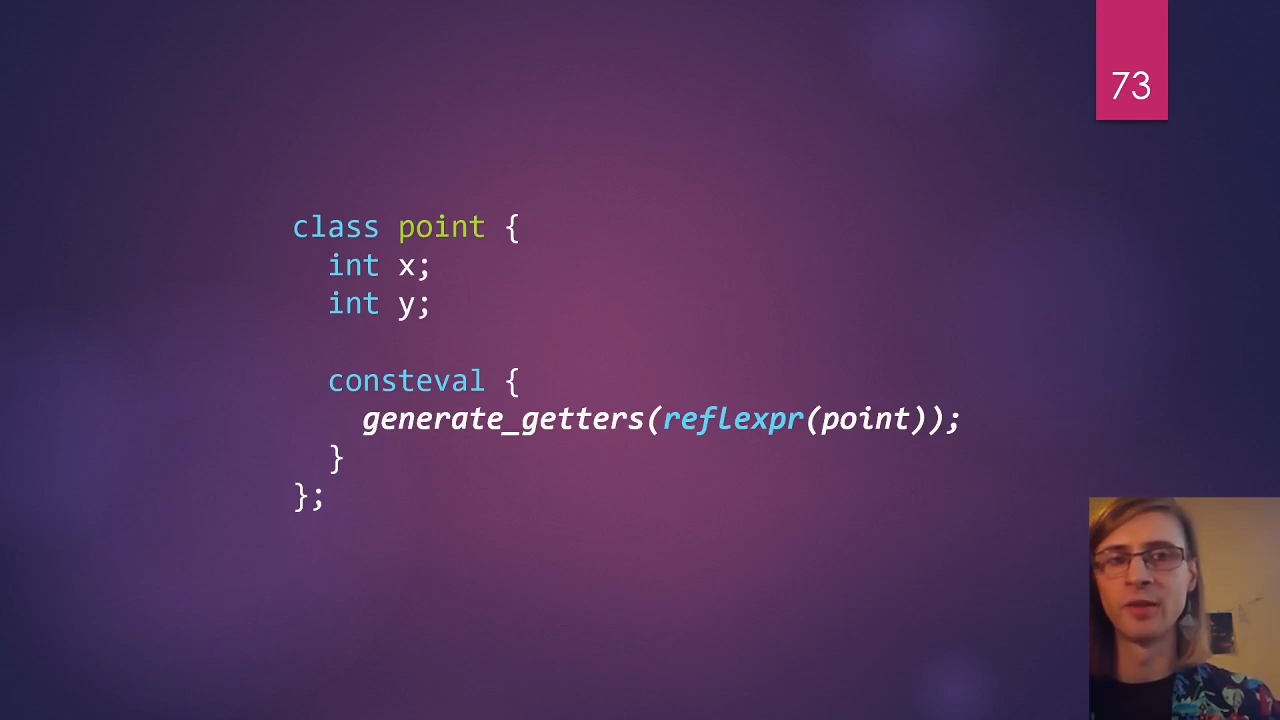 73
class point {
int x;
int y;
consteval {
generate_getters(reflexpr(point));
}
};